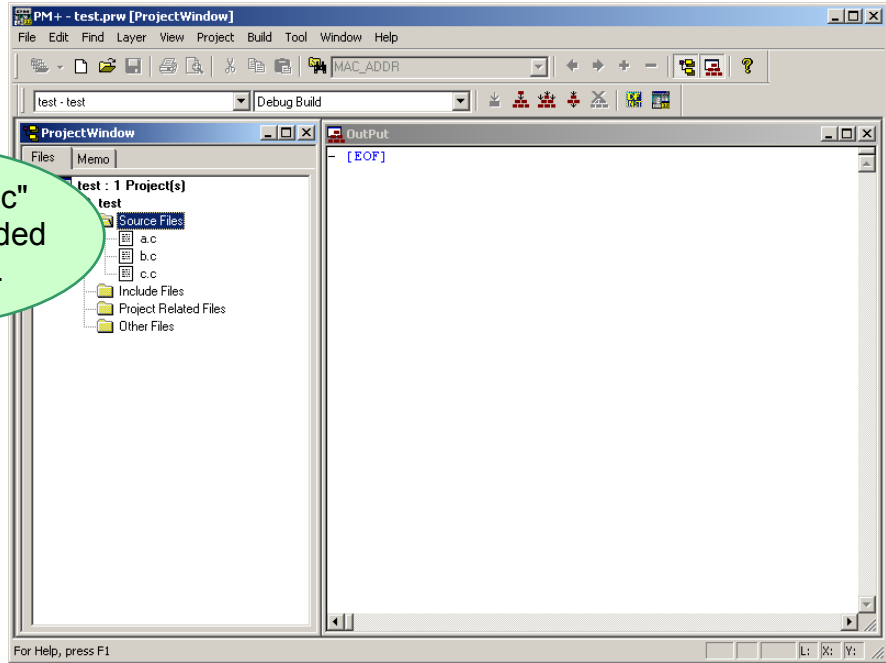 PM+ - test.prw [ProjectWindow]
File Edit Find Layer View Project Build Tool Window Help
MAC_ADDR
test - test
Debug Build
ProjectWindow
OutPut
Files Memo
- [EOF]
test : 1 Project(s)
test
Source Files
a.c
b.c
c.c
Include Files
Project Related Files
Other Files
c"
ded
.
For Help, press F1
L: X: Y: